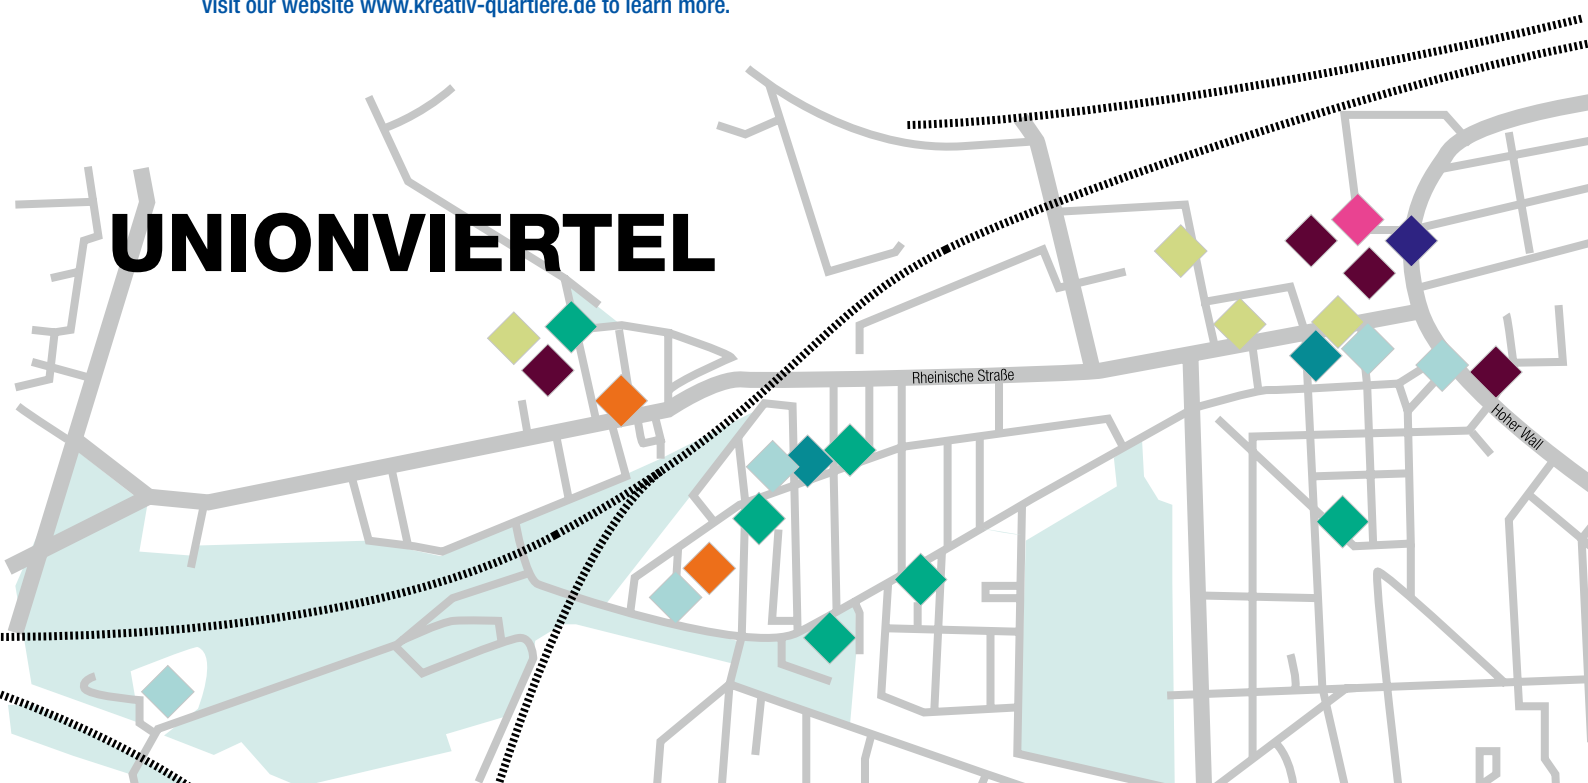 visit our website www.kreativ-quartiere.de to learn more.
UNIONVIERTEL
Rheinische Straße
Hoher Wall